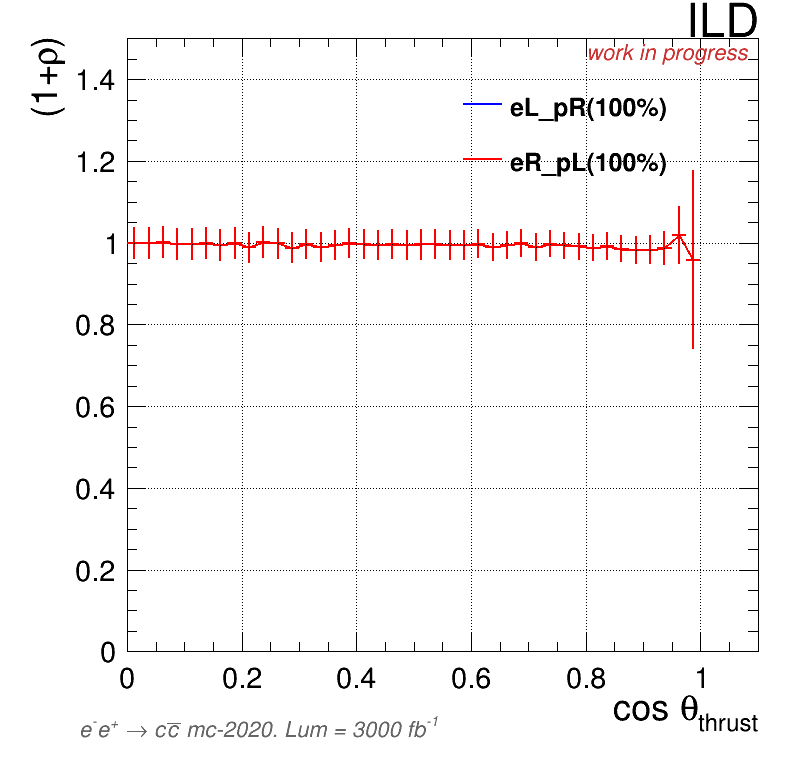 ILD
work in progress
(1+ρ)
1.4
eL_pR(100%)
1.2
eR_pL(100%)
1
0.8
0.6
0.4
0.2
0
0 0.2 0.4 0.6 0.8 1
cos θthrust
e⁻e⁺ → cc̅ mc-2020. Lum = 3000 fb⁻¹